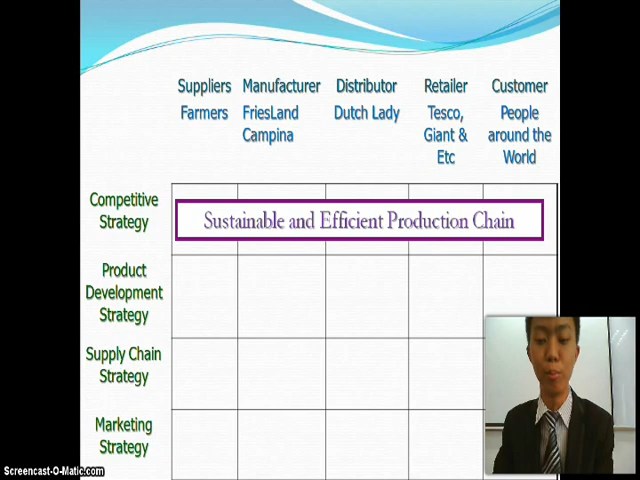 Suppliers Manufacturer Distributor Retailer Customer
Farmers FriesLand Dutch Lady Tesco, People
Campina Giant & around the
Etc World
Competitive
Strategy
Sustainable and Efficient Production Chain
Product
Development
Strategy
Supply Chain
Strategy
Marketing
Strategy
Screencast-O-Matic.com